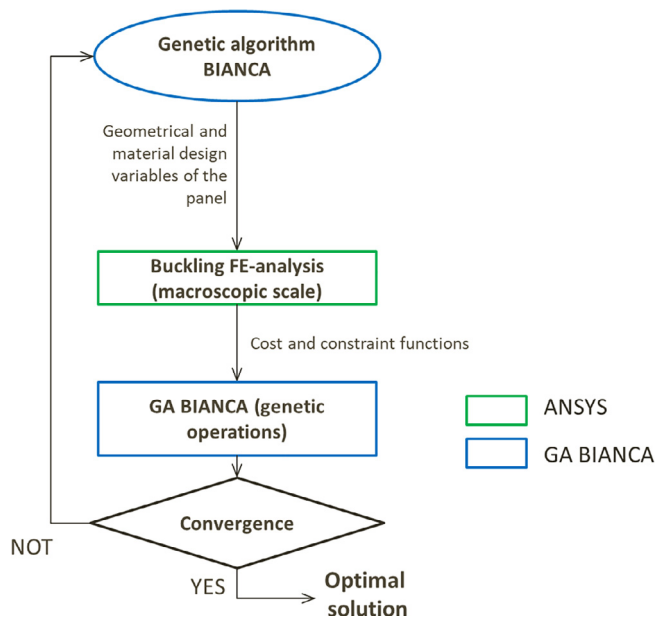 Genetic algorithm
BIANCA
Geometrical and
material design
variables of the
panel
Buckling FE-analysis
(macroscopic scale)
Cost and constraint functions
GA BIANCA (genetic
operations)
ANSYS
GA BIANCA
Convergence
NOT
YES
Optimal
solution